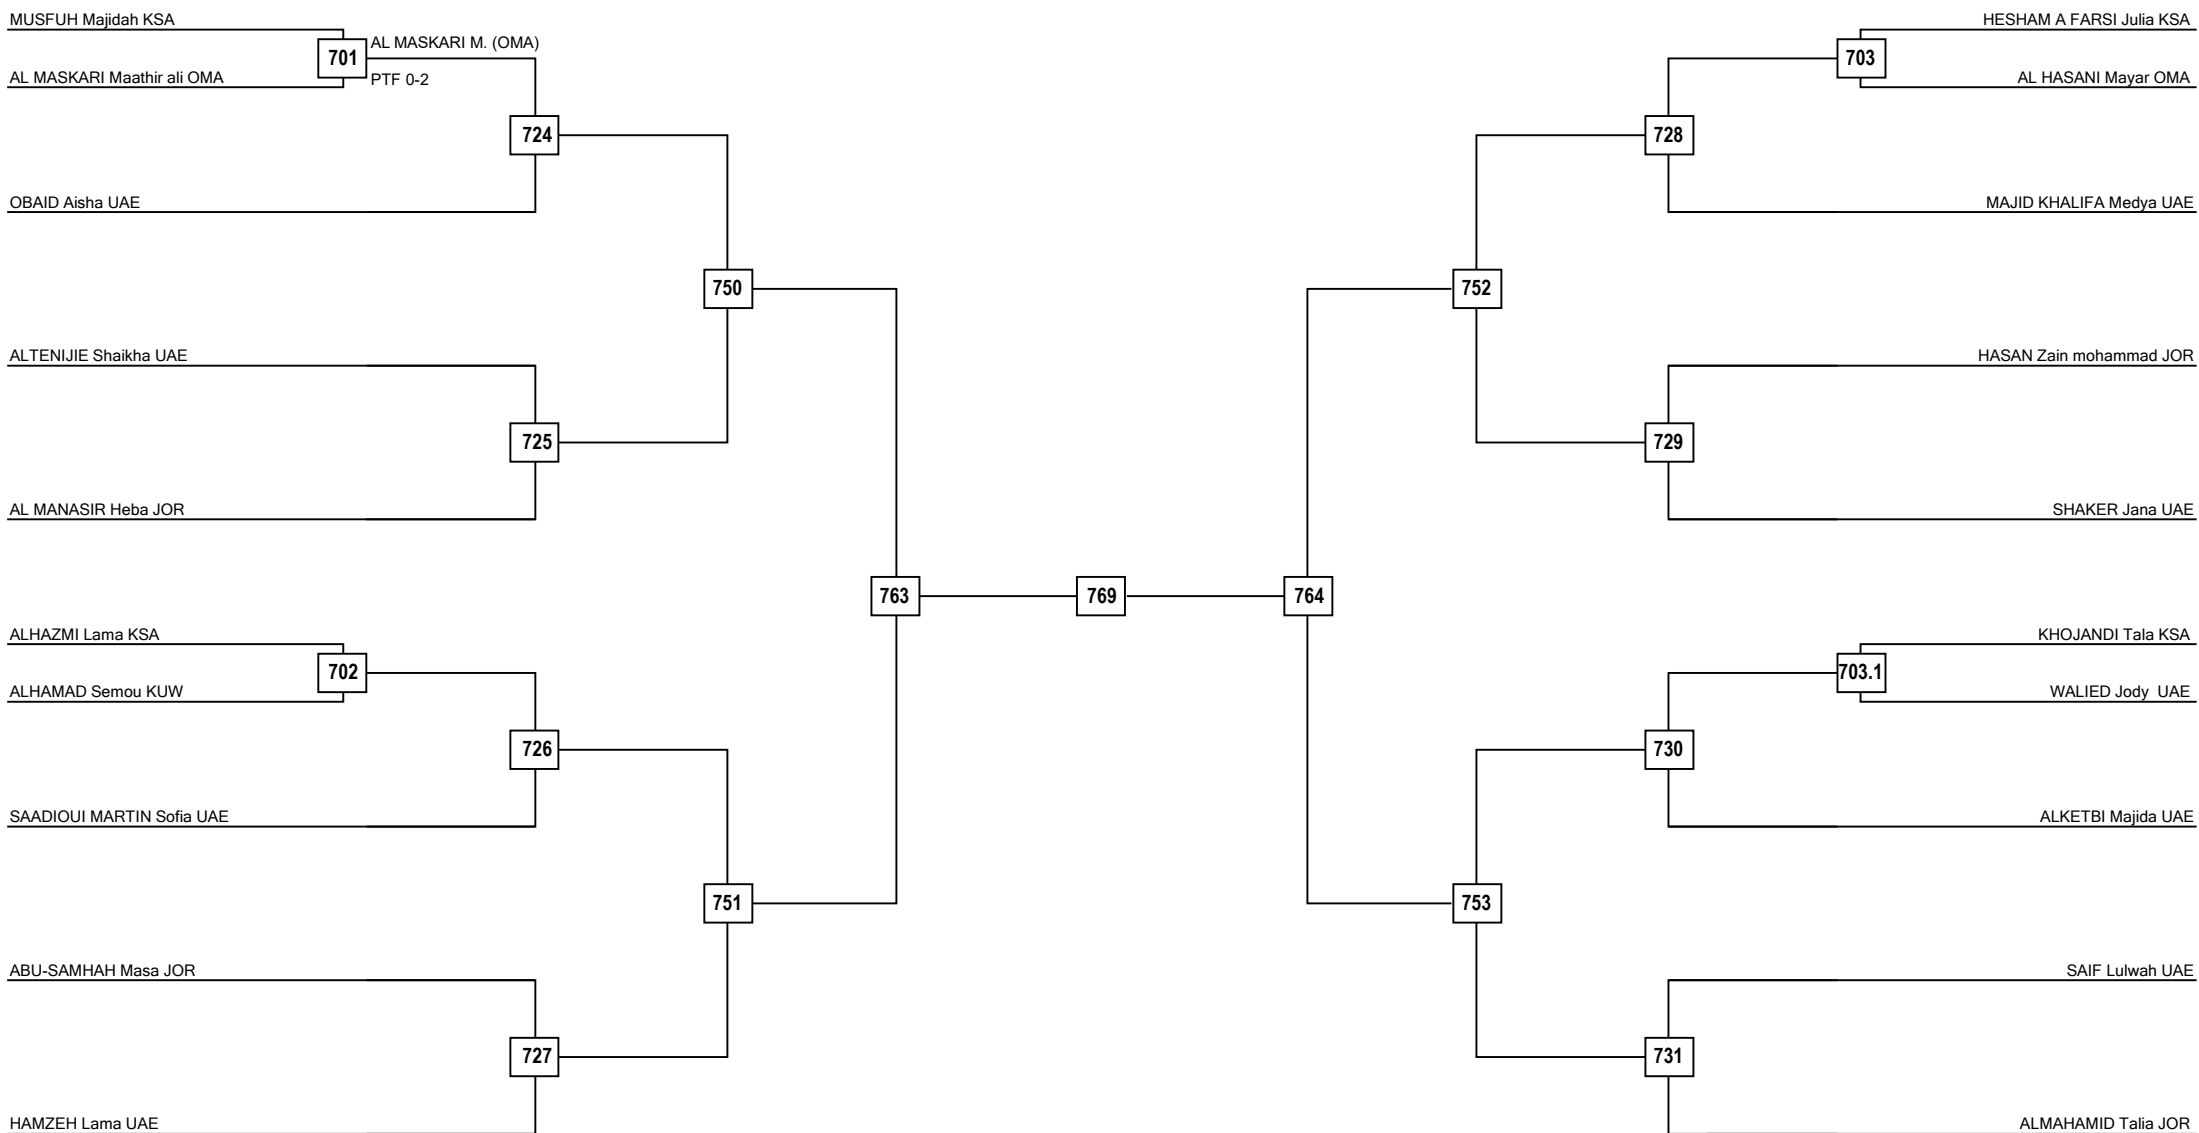 MUSFUH Majidah KSA
HESHAM A FARSI Julia KSA
701
AL MASKARI M. (OMA)
703
AL MASKARI Maathir ali OMA
PTF 0-2
AL HASANI Mayar OMA
724
728
OBAID Aisha UAE
MAJID KHALIFA Medya UAE
750
752
ALTENIJIE Shaikha UAE
HASAN Zain mohammad JOR
725
729
AL MANASIR Heba JOR
SHAKER Jana UAE
763
769
764
ALHAZMI Lama KSA
KHOJANDI Tala KSA
702
703.1
ALHAMAD Semou KUW
WALIED Jody  UAE
726
730
SAADIOUI MARTIN Sofia UAE
ALKETBI Majida UAE
751
753
ABU-SAMHAH Masa JOR
SAIF Lulwah UAE
727
731
HAMZEH Lama UAE
ALMAHAMID Talia JOR